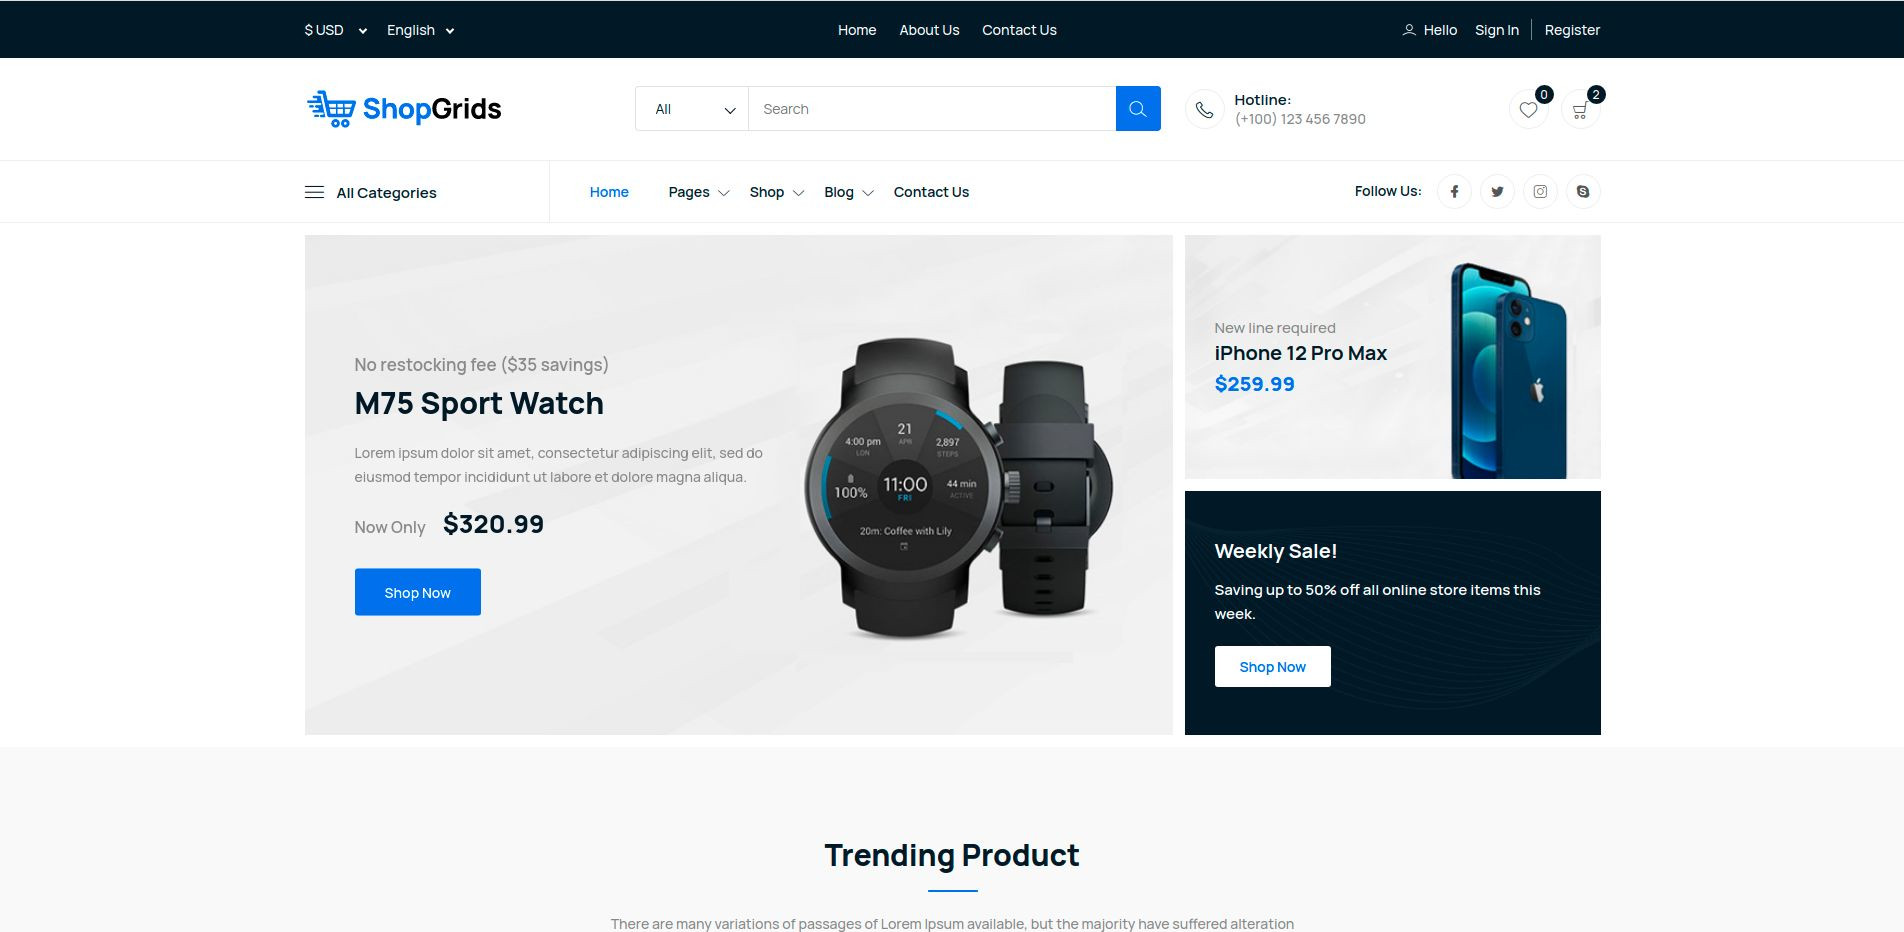 $ USD English Home About Us Contact Us Hello Sign In Register
ShopGrids
All Search
Hotline:
(+100) 123 456 7890
0 2
All Categories Home Pages Shop Blog Contact Us Follow Us:
No restocking fee ($35 savings)
M75 Sport Watch
Lorem ipsum dolor sit amet, consectetur adipiscing elit, sed do
eiusmod tempor incididunt ut labore et dolore magna aliqua.
Now Only $320.99
Shop Now
21
APR
4:00 pm
LON
2,897
STEPS
100%
11:00
FRI
44 min
ACTIVE
20m: Coffee with Lily
New line required
iPhone 12 Pro Max
$259.99
Weekly Sale!
Saving up to 50% off all online store items this
week.
Shop Now
Trending Product
There are many variations of passages of Lorem Ipsum available, but the majority have suffered alteration